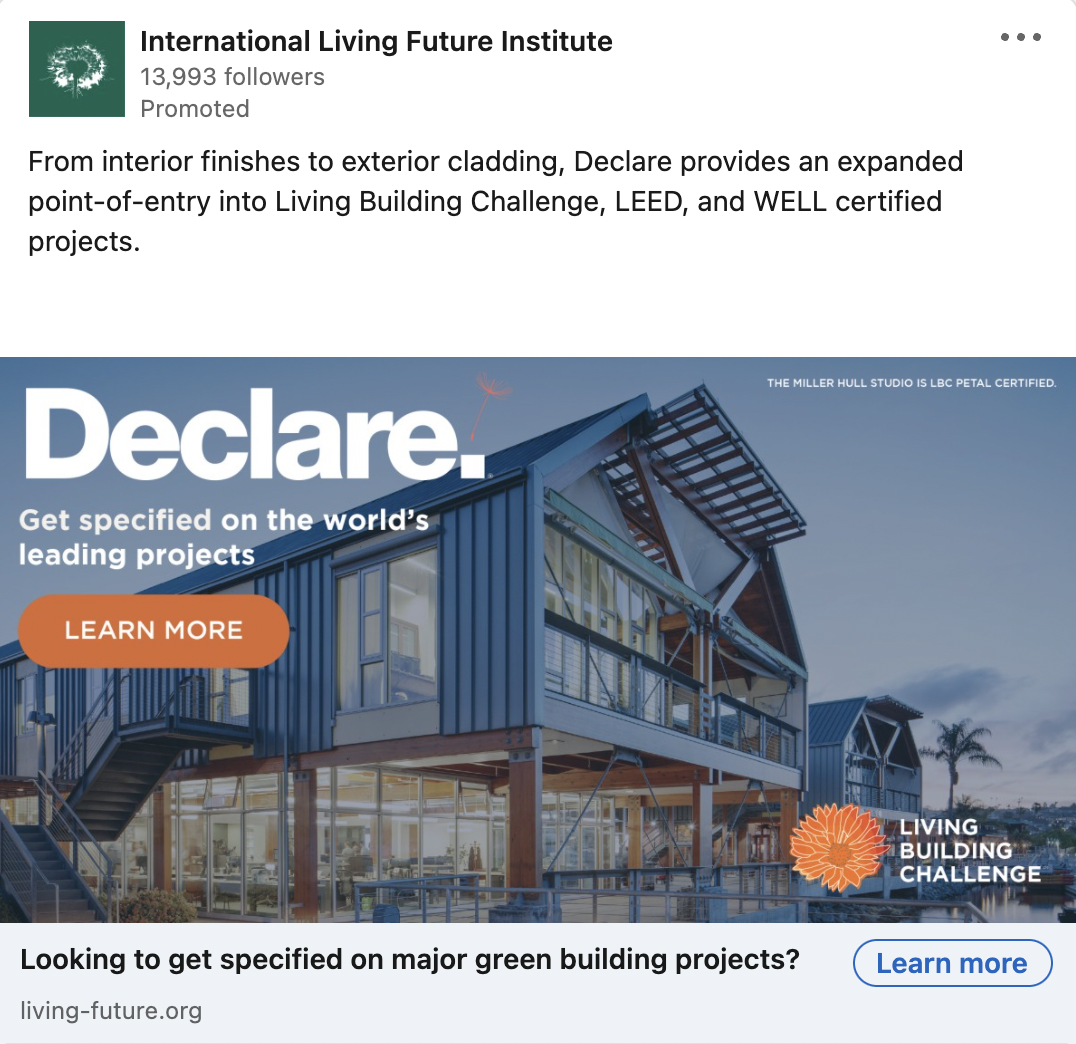 International Living Future Institute
13,993 followers
Promoted
From interior finishes to exterior cladding, Declare provides an expanded
point-of-entry into Living Building Challenge, LEED, and WELL certified
projects.
THE MILLER HULL STUDIO IS LBC PETAL CERTIFIED.
Declare.
Get specified on the world's
leading projects
LEARN MORE
LIVING
BUILDING
CHALLENGE
Looking to get specified on major green building projects?
Learn more
living-future.org